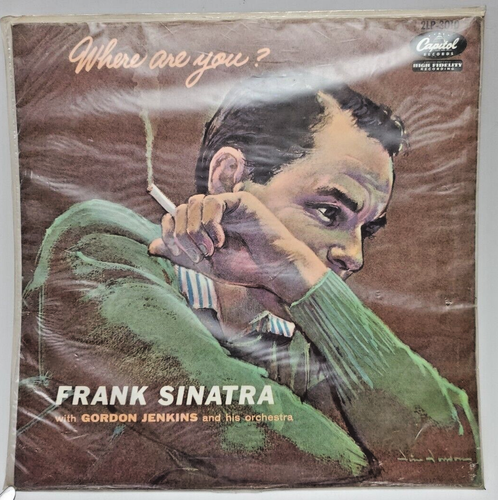 Where are you?
Capitol
RECORDS
HIGH FIDELITY
RECORDING
FRANK SINATRA
with GORDON JENKINS and his orchestra